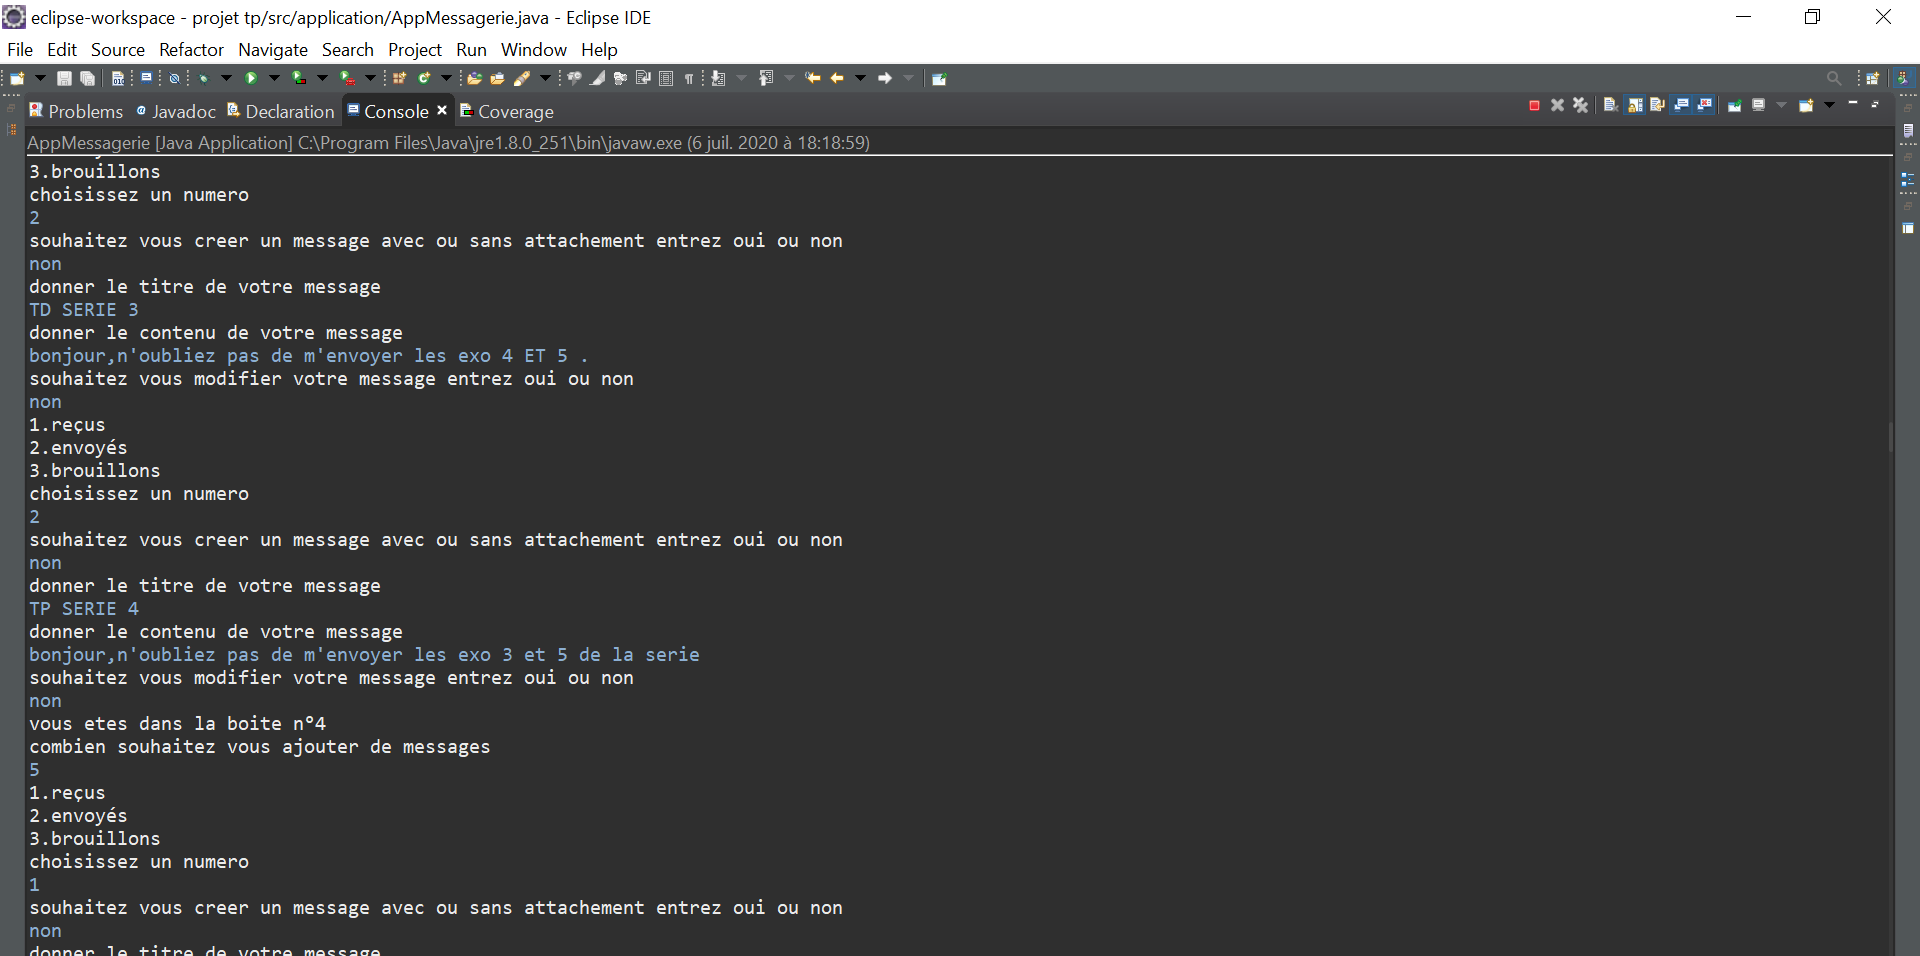 eclipse-workspace - projet tp/src/application/AppMessagerie.java - Eclipse IDE
File Edit Source Refactor Navigate Search Project Run Window Help
Problems @ Javadoc Declaration Console Coverage
AppMessagerie [Java Application] C:\Program Files\Java\jre1.8.0_251\bin\javaw.exe (6 juil. 2020 à 18:18:59)
3.brouillons
choisissez un numero
2
souhaitez vous creer un message avec ou sans attachement entrez oui ou non
non
donner le titre de votre message
TD SERIE 3
donner le contenu de votre message
bonjour,n'oubliez pas de m'envoyer les exo 4 ET 5 .
souhaitez vous modifier votre message entrez oui ou non
non
1.reçus
2.envoyés
3.brouillons
choisissez un numero
2
souhaitez vous creer un message avec ou sans attachement entrez oui ou non
non
donner le titre de votre message
TP SERIE 4
donner le contenu de votre message
bonjour,n'oubliez pas de m'envoyer les exo 3 et 5 de la serie
souhaitez vous modifier votre message entrez oui ou non
non
vous etes dans la boite n°4
combien souhaitez vous ajouter de messages
5
1.reçus
2.envoyés
3.brouillons
choisissez un numero
1
souhaitez vous creer un message avec ou sans attachement entrez oui ou non
non
donner le titre de votre message